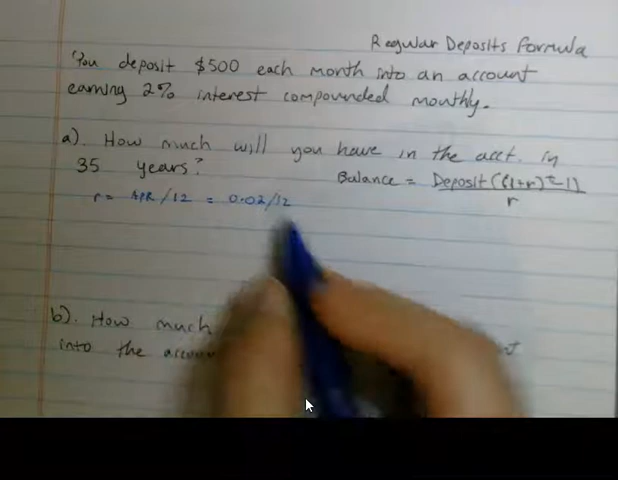 Regular Deposits Formula
You deposit $500 each month into an account
earning 2% interest compounded monthly.
a). How much will you have in the acct. in
35 years?
Balance = Deposit((1+r)^t-1)
r
r = APR/12 = 0.02/12
b). How much
into the